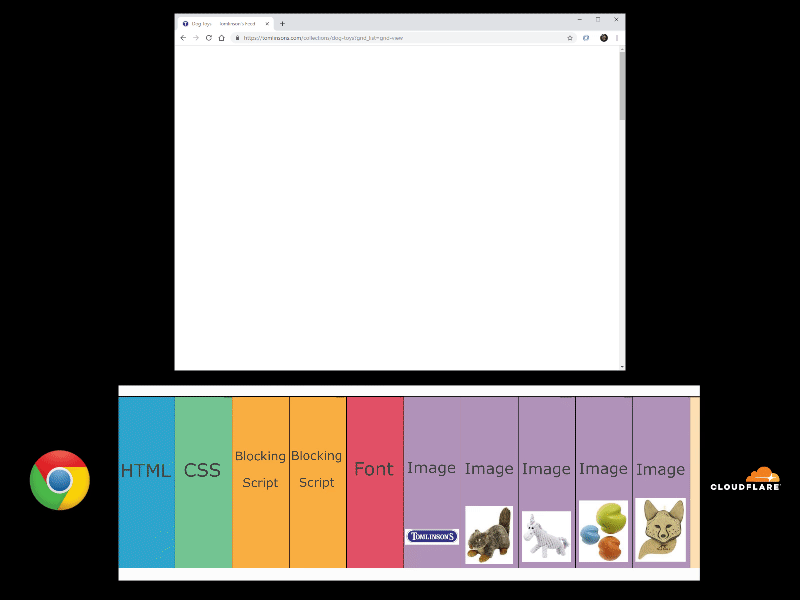 Dog Toys Tomlinson's Feed
https://tomlinsons.com/collections/dog-toys?grid_list=grid-view
HTML
CSS
Blocking
Script
Blocking
Script
Font
Image
Image
Image
Image
Image
TOMLINSON'S
CLOUDFLARE